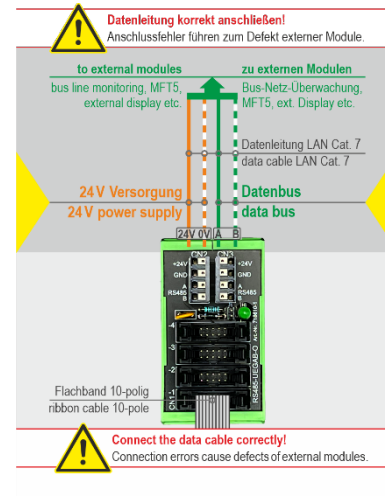 Datenleitung korrekt anschließen!
Anschlussfehler führen zum Defekt externer Module.
to external modules
bus line monitoring, MFT5,
external display etc.
zu externen Modulen
Bus-Netz-Überwachung,
MFT5, ext. Display etc.
Datenleitung LAN Cat. 7
data cable LAN Cat. 7
24 V Versorgung
24 V power supply
Datenbus
data bus
24V 0V A B
CN2 CN3
+24V +24V
GND GND
A A
RS485 RS485
B B
-4
-3
-2
CN1-
RS485-UEGAB-O
Flachband 10-polig
ribbon cable 10-pole
Connect the data cable correctly!
Connection errors cause defects of external modules.